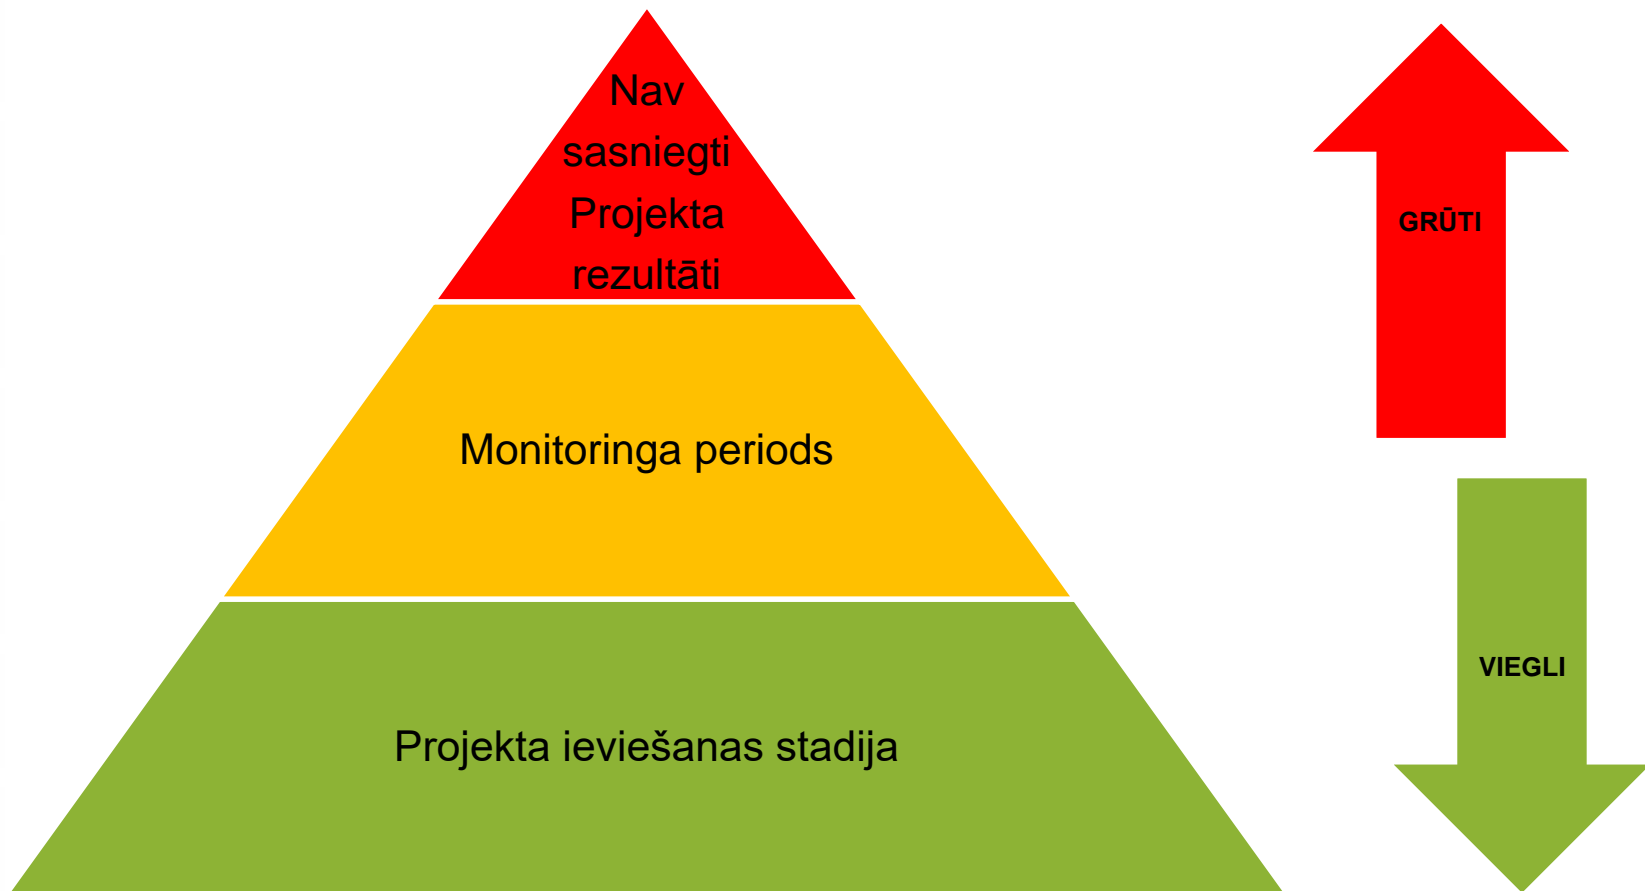 Nav
sasniegti
Projekta
rezultāti
GRŪTI
Monitoringa periods
VIEGLI
Projekta ieviešanas stadija